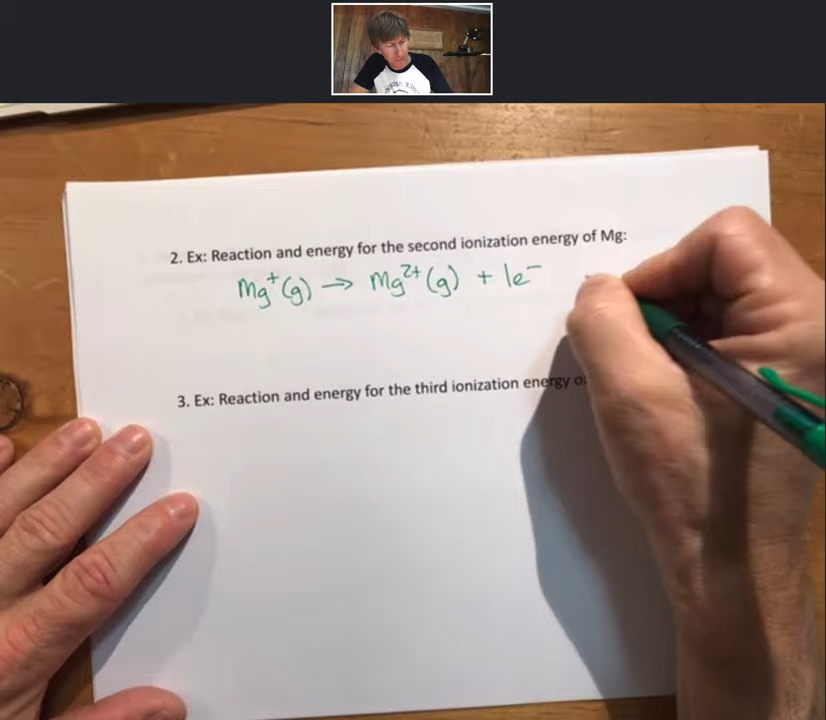 2. Ex: Reaction and energy for the second ionization energy of Mg:
Mg⁺(g) → Mg²⁺(g) + 1e⁻
3. Ex: Reaction and energy for the third ionization energy